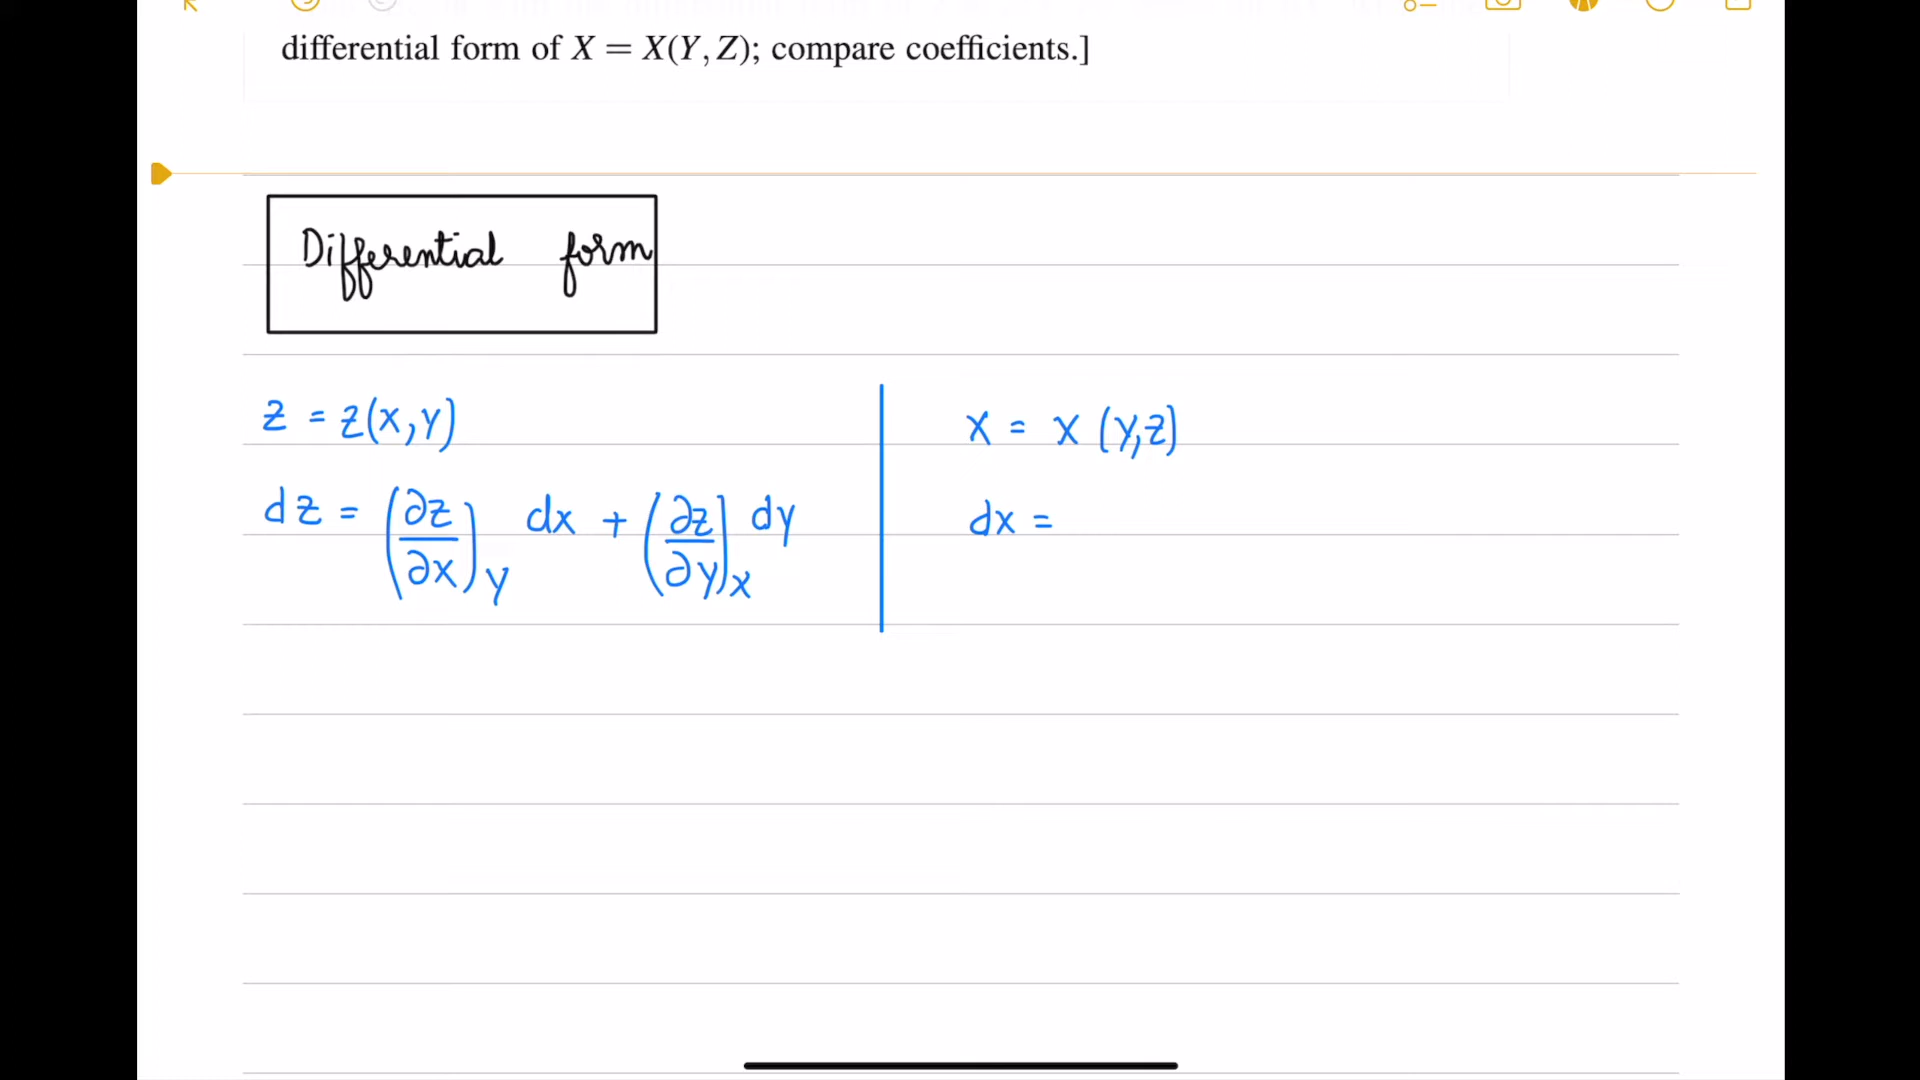 differential form of X = X(Y, Z); compare coefficients.]
Differential form
z = z(x,y)
dz = (∂z/∂x)_y dx + (∂z/∂y)_x dy
x = x (y,z)
dx =